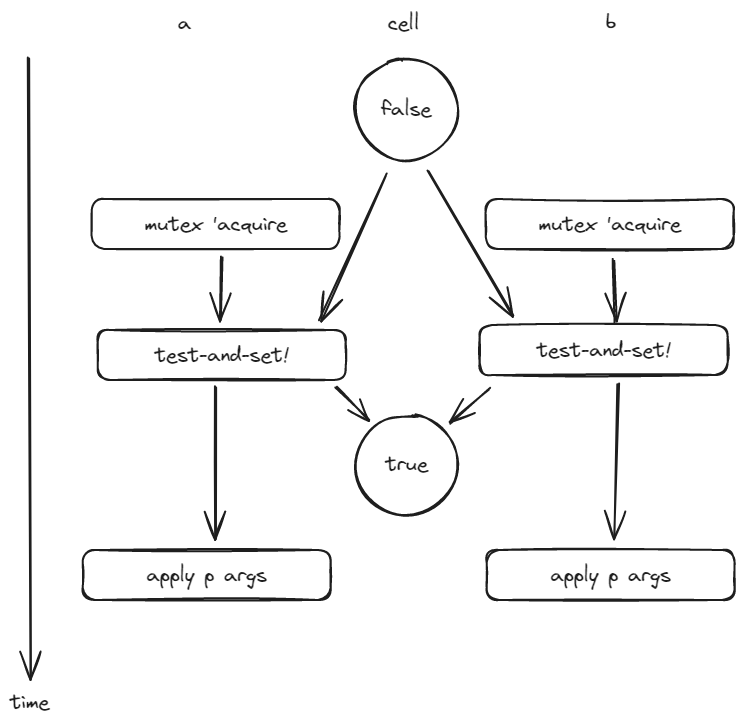 a
cell
b
false
mutex 'acquire
mutex 'acquire
test-and-set!
test-and-set!
true
apply p args
apply p args
time